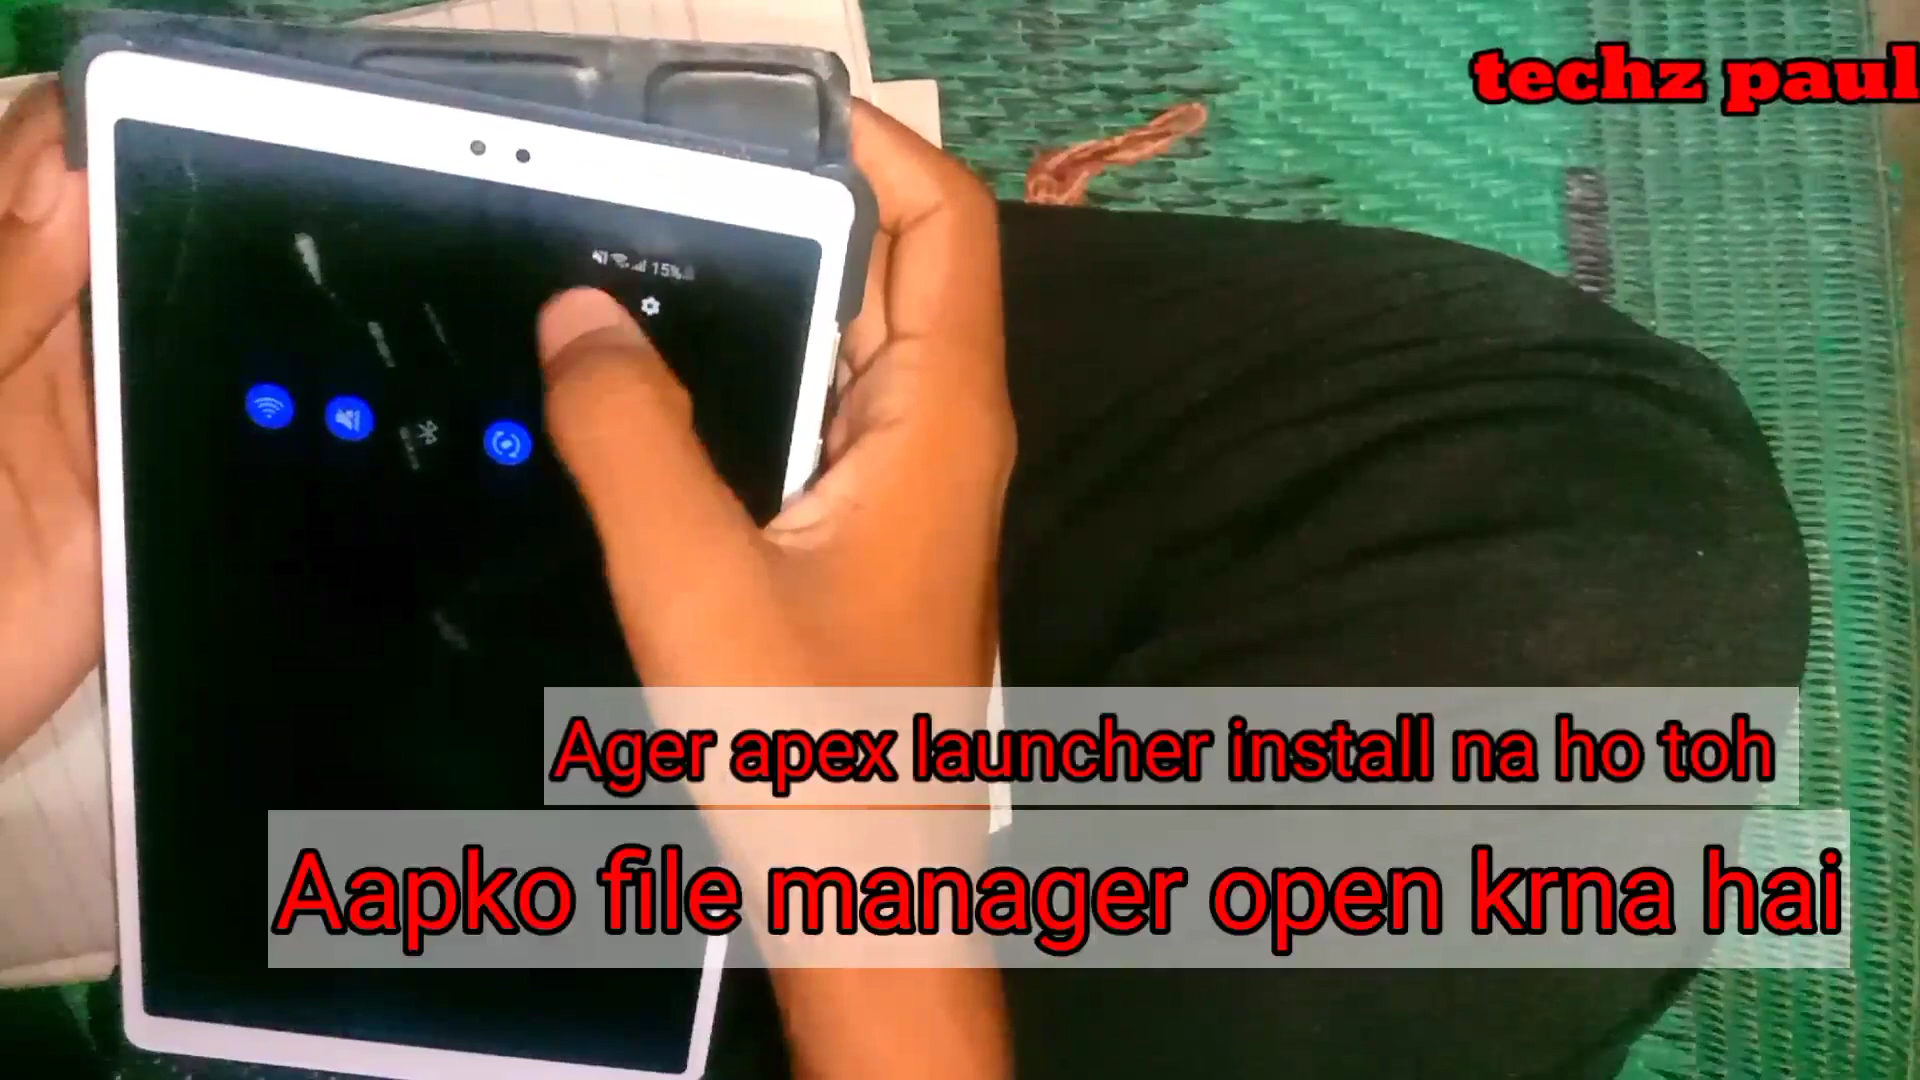 techz paul
15%
Ager apex launcher install na ho toh
Aapko file manager open krna hai